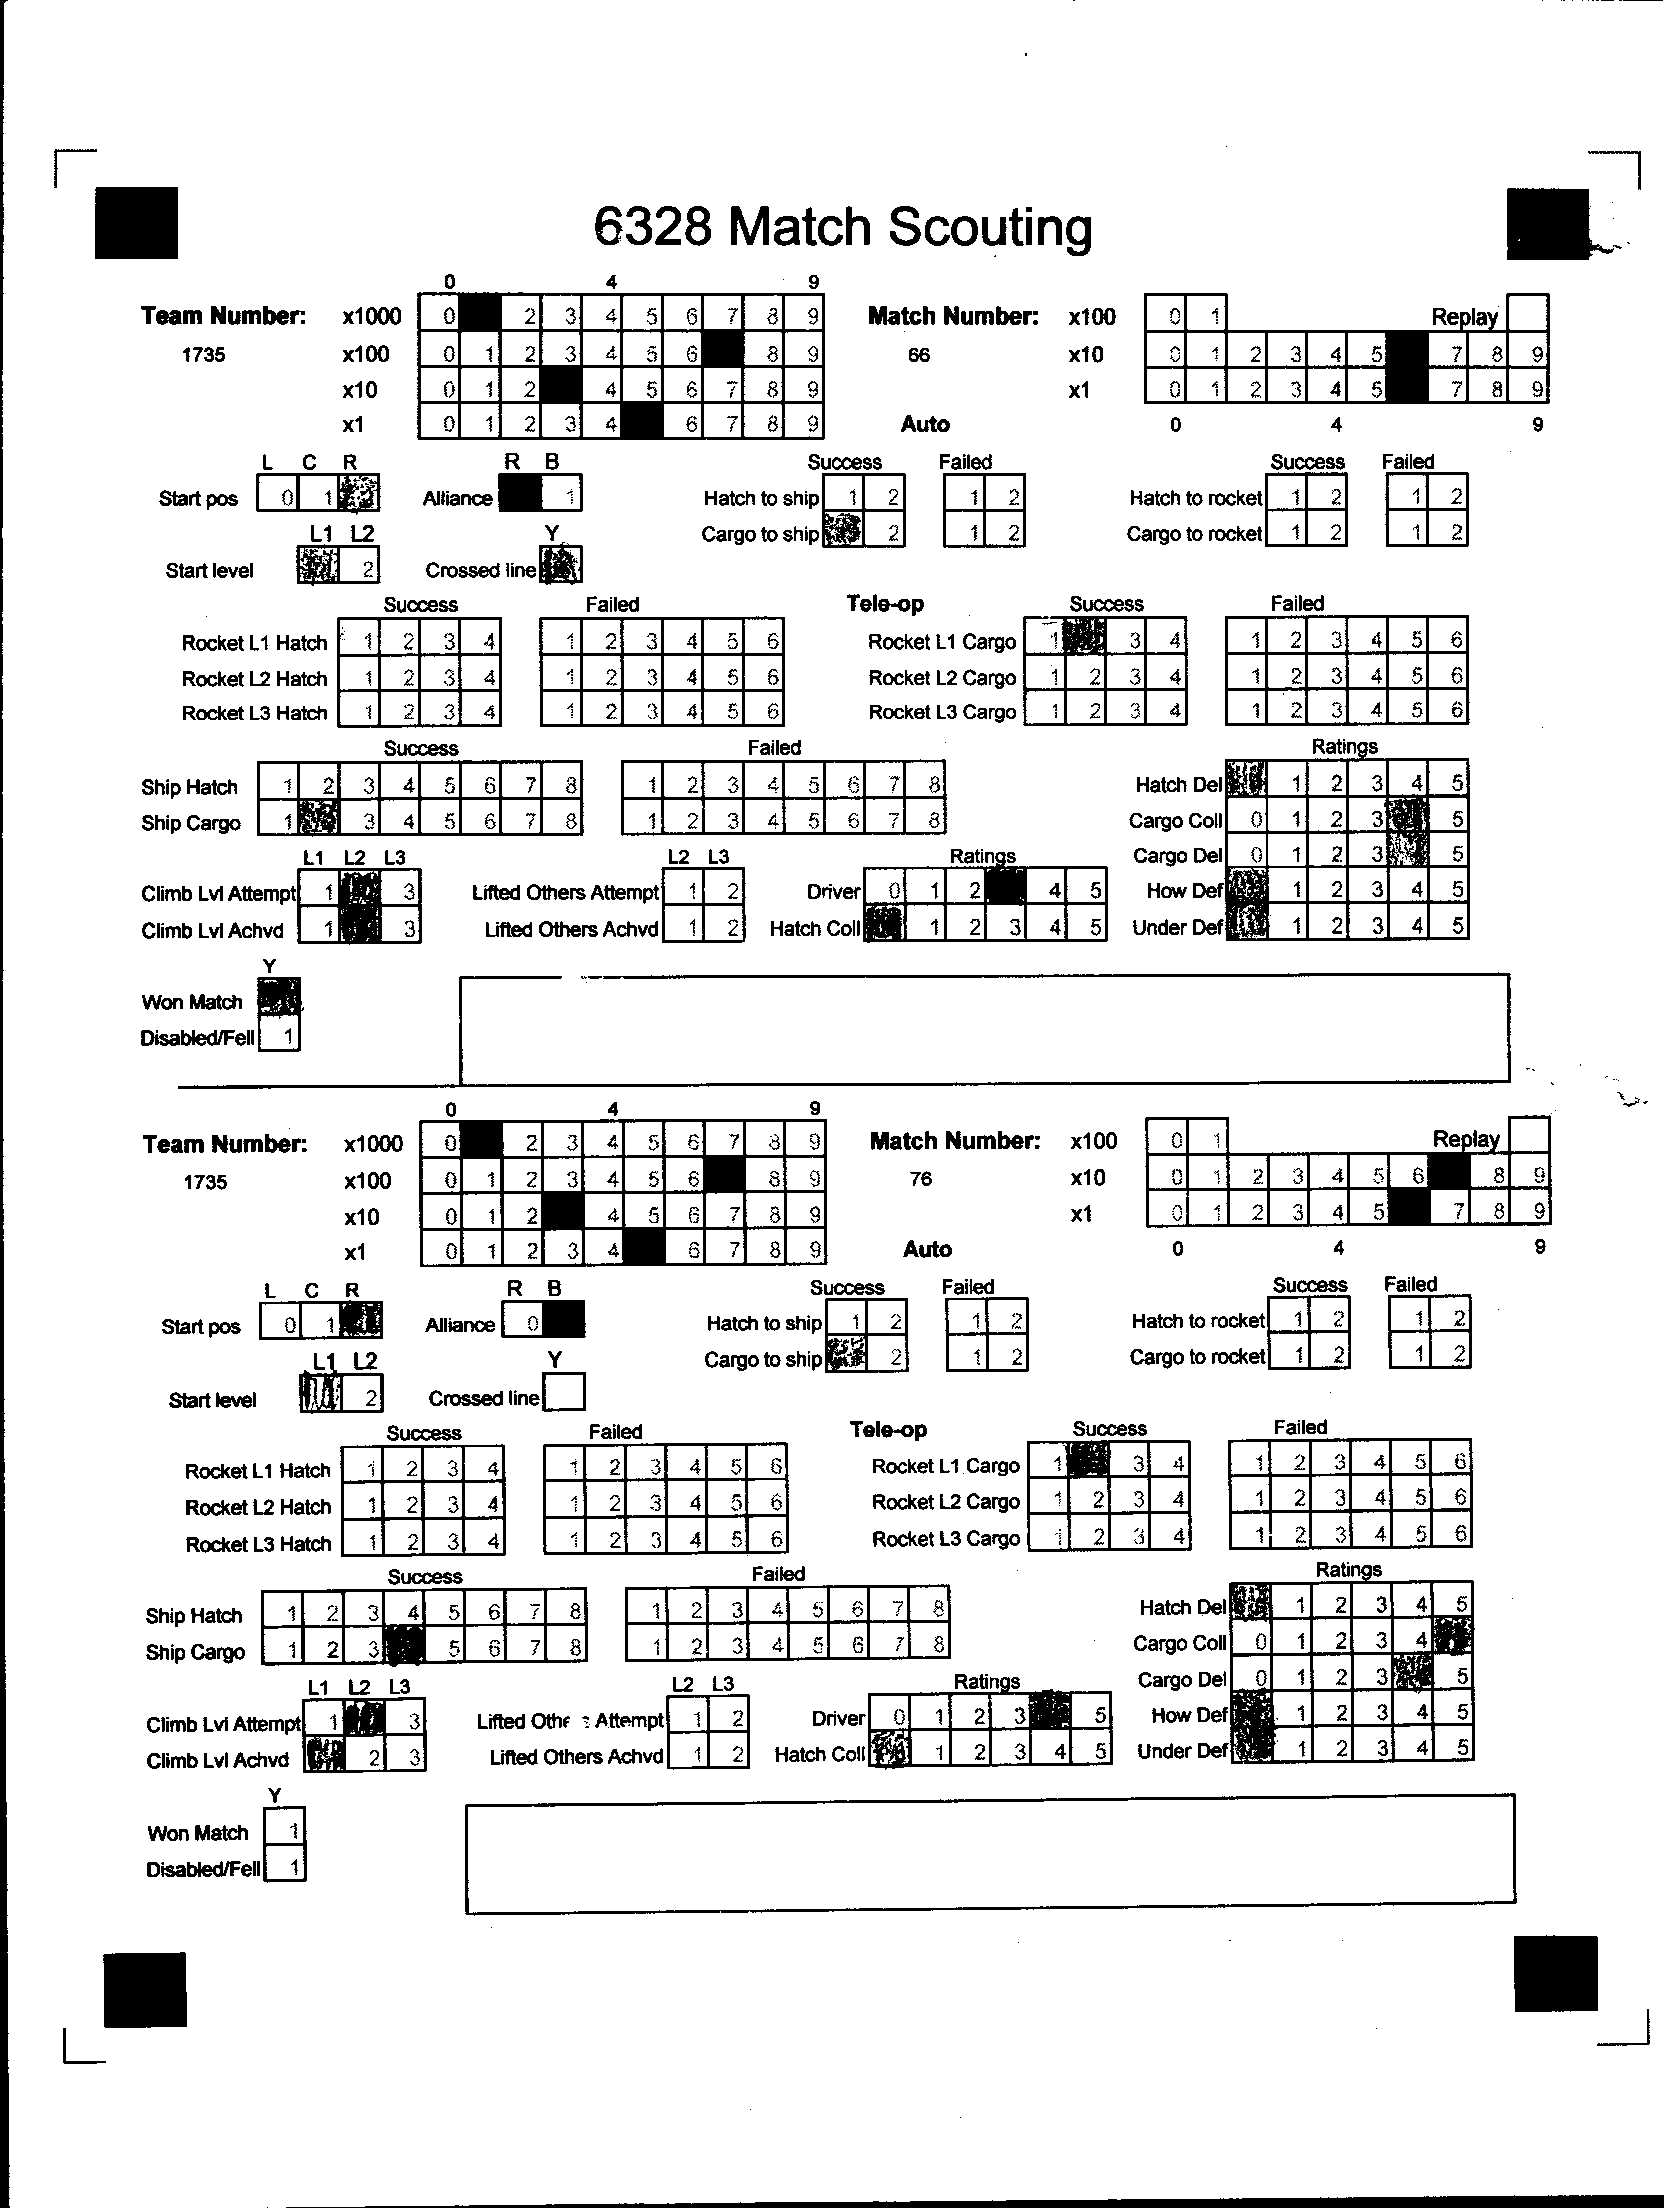 6328 Match Scouting
0 4 9
Team Number: x1000 0 2 3 4 5 6 7 8 9 Match Number: x100 0 1 Replay
1735 x100 0 1 2 3 4 5 6 8 9 66 x10 0 1 2 3 4 5 7 8 9
x10 0 1 2 4 5 6 7 8 9 x1 0 1 2 3 4 5 7 8 9
x1 0 1 2 3 4 6 7 8 9 Auto 0 4 9
L C R R B Success Failed Success Failed
Start pos 0 1 2 Alliance 1 Hatch to ship 1 2 1 2 Hatch to rocket 1 2 1 2
L1 L2 Y Cargo to ship 2 1 2 Cargo to rocket 1 2 1 2
Start level 2 Crossed line
Success Failed Tele-op Success Failed
Rocket L1 Hatch 1 2 3 4 1 2 3 4 5 6 Rocket L1 Cargo 1 3 4 1 2 3 4 5 6
Rocket L2 Hatch 1 2 3 4 1 2 3 4 5 6 Rocket L2 Cargo 1 2 3 4 1 2 3 4 5 6
Rocket L3 Hatch 1 2 3 4 1 2 3 4 5 6 Rocket L3 Cargo 1 2 3 4 1 2 3 4 5 6
Success Failed Ratings
Ship Hatch 1 2 3 4 5 6 7 8 1 2 3 4 5 6 7 8 Hatch Del 1 2 3 4 5
Ship Cargo 1 3 4 5 6 7 8 1 2 3 4 5 6 7 8 Cargo Coll 0 1 2 3 5
L1 L2 L3 L2 L3 Ratings Cargo Del 0 1 2 3 5
Climb Lvl Attempt 1 3 Lifted Others Attempt 1 2 Driver 0 1 2 4 5 How Def 1 2 3 4 5
Climb Lvl Achvd 1 3 Lifted Others Achvd 1 2 Hatch Coll 1 2 3 4 5 Under Def 1 2 3 4 5
Y
Won Match
Disabled/Fell 1
0 4 9
Team Number: x1000 0 2 3 4 5 6 7 8 9 Match Number: x100 0 1 Replay
1735 x100 0 1 2 3 4 5 6 8 9 76 x10 0 1 2 3 4 5 6 8 9
x10 0 1 2 4 5 6 7 8 9 x1 0 1 2 3 4 5 7 8 9
x1 0 1 2 3 4 6 7 8 9 Auto 0 4 9
L C R R B Success Failed Success Failed
Start pos 0 1 Alliance 0 Hatch to ship 1 2 1 2 Hatch to rocket 1 2 1 2
L1 L2 Y Cargo to ship 2 1 2 Cargo to rocket 1 2 1 2
Start level 2 Crossed line
Success Failed Tele-op Success Failed
Rocket L1 Hatch 1 2 3 4 1 2 3 4 5 6 Rocket L1 Cargo 1 3 4 1 2 3 4 5 6
Rocket L2 Hatch 1 2 3 4 1 2 3 4 5 6 Rocket L2 Cargo 1 2 3 4 1 2 3 4 5 6
Rocket L3 Hatch 1 2 3 4 1 2 3 4 5 6 Rocket L3 Cargo 1 2 3 4 1 2 3 4 5 6
Success Failed Ratings
Ship Hatch 1 2 3 4 5 6 7 8 1 2 3 4 5 6 7 8 Hatch Del 1 2 3 4 5
Ship Cargo 1 2 3 5 6 7 8 1 2 3 4 5 6 7 8 Cargo Coll 0 1 2 3 4
L1 L2 L3 L2 L3 Ratings Cargo Del 0 1 2 3 5
Climb Lvl Attempt 1 3 Lifted Attempt 1 2 Driver 0 1 2 3 5 How Def 1 2 3 4 5
Climb Lvl Achvd 2 3 Lifted Others Achvd 1 2 Hatch Coll 1 2 3 4 5 Under Def 1 2 3 4 5
Y
Won Match 1
Disabled/Fell 1